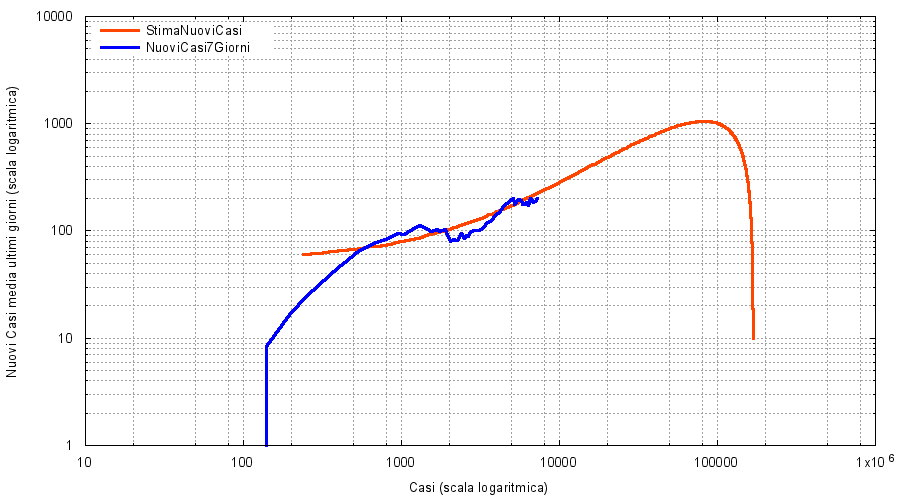 10000
StimaNuoviCasi
NuoviCasi7Giorni
1000
100
10
1
Nuovi Casi media ultimi giorni (scala logaritmica)
10 100 1000 10000 100000 1x10 6
Casi (scala logaritmica)